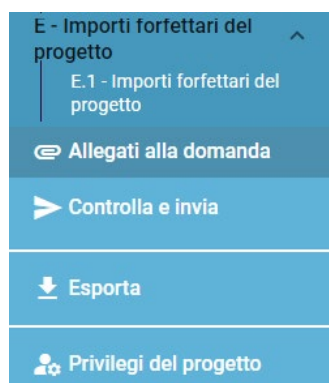 E - Importi forfettari del
progetto
E.1 - Importi forfettari del
progetto
Allegati alla domanda
Controlla e invia
Esporta
Privilegi del progetto